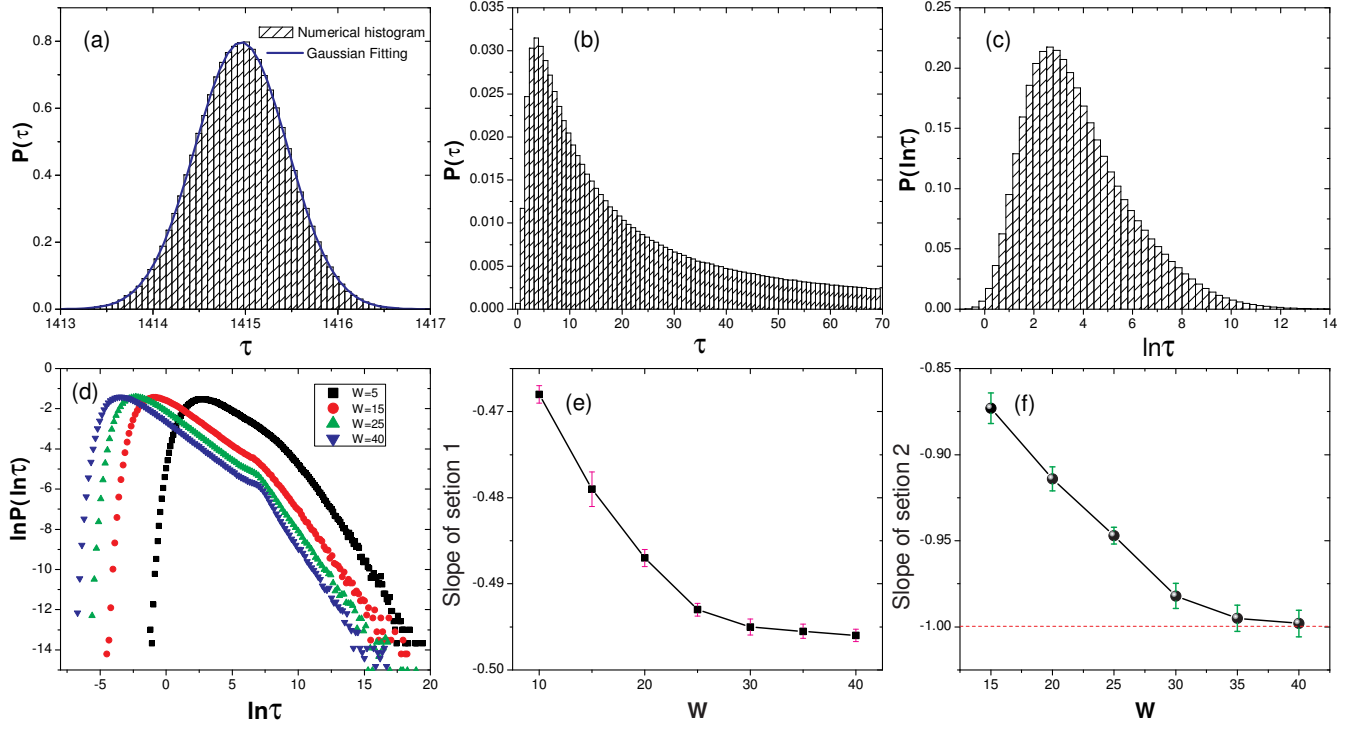 (a)
Numerical histogram
Gaussian Fitting
P(τ)
0.8
0.6
0.4
0.2
0.0
1413 1414 1415 1416 1417
τ
(b)
P(τ)
0.035
0.030
0.025
0.020
0.015
0.010
0.005
0.000
0 10 20 30 40 50 60 70
τ
(c)
P(lnτ)
0.25
0.20
0.15
0.10
0.05
0.00
0 2 4 6 8 10 12 14
lnτ
(d)
W=5
W=15
W=25
W=40
lnP(lnτ)
0
-2
-4
-6
-8
-10
-12
-14
-5 0 5 10 15 20
lnτ
(e)
Slope of setion 1
-0.47
-0.48
-0.49
-0.50
10 15 20 25 30 35 40
W
(f)
Slope of setion 2
-0.85
-0.90
-0.95
-1.00
15 20 25 30 35 40
W